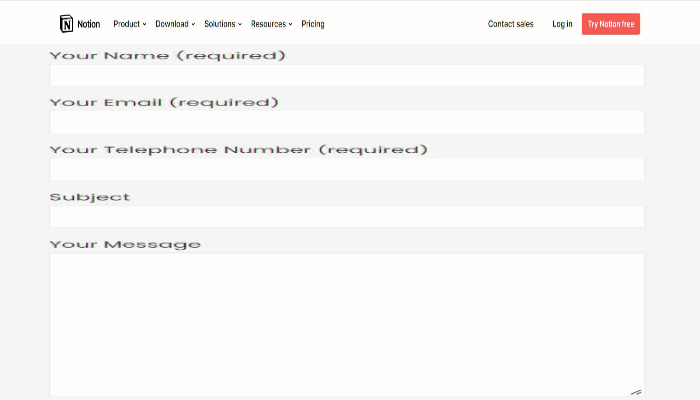 Notion Product Download Solutions Resources Pricing Contact sales Log in Try Notion free
Your Name (required)
Your Email (required)
Your Telephone Number (required)
Subject
Your Message